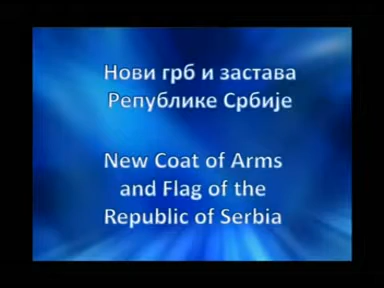 Нови грб и застава
Републике Србије
New Coat of Arms
and Flag of the
Republic of Serbia